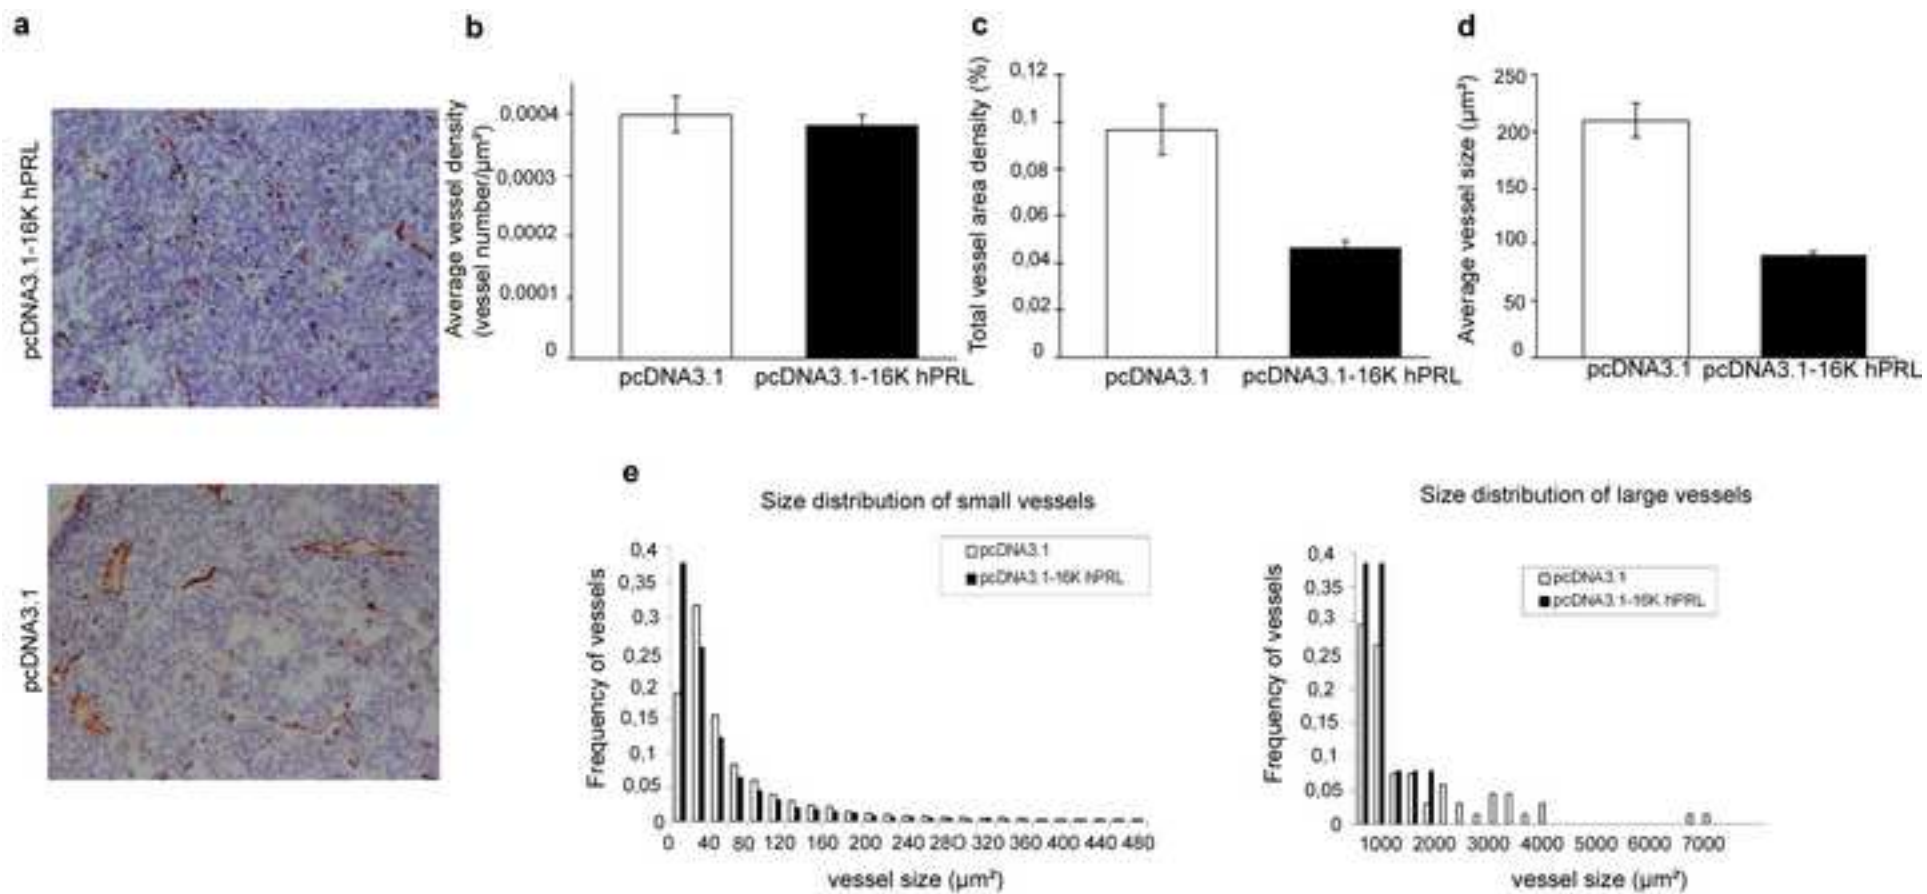 a
pcDNA3.1-16K hPRL
pcDNA3.1
b
Average vessel density
(vessel number/µm²)
0.0004
0.0003
0.0002
0.0001
0
pcDNA3.1
pcDNA3.1-16K hPRL
c
Total vessel area density (%)
0,12
0,1
0,08
0,06
0,04
0,02
0
pcDNA3.1
pcDNA3.1-16K hPRL
d
Average vessel size (µm²)
250
200
150
100
50
0
pcDNA3.1
pcDNA3.1-16K hPRL
e
Size distribution of small vessels
pcDNA3.1
pcDNA3.1-16K hPRL
Frequency of vessels
0,4
0,35
0,3
0,25
0,2
0,15
0,1
0,05
0
0 40 80 120 160 200 240 280 320 360 400 440 480
vessel size (µm²)
Size distribution of large vessels
pcDNA3.1
pcDNA3.1-16K hPRL
Frequency of vessels
0,4
0,35
0,3
0,25
0,2
0,15
0,1
0,05
0
1000 2000 3000 4000 5000 6000 7000
vessel size (µm²)